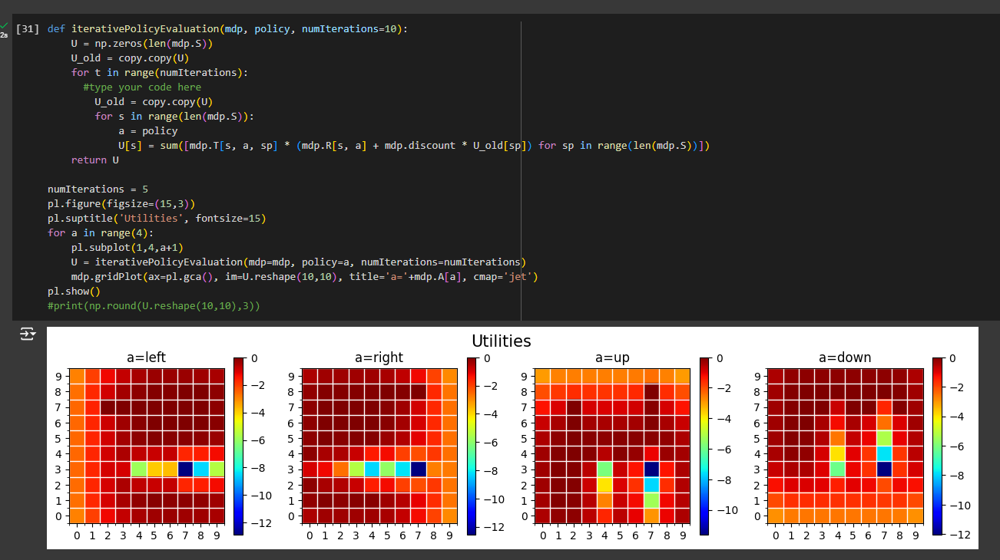 [31] def iterativePolicyEvaluation(mdp, policy, numIterations=10):
2s
U = np.zeros(len(mdp.S))
U_old = copy.copy(U)
for t in range(numIterations):
#type your code here
U_old = copy.copy(U)
for s in range(len(mdp.S)):
a = policy
U[s] = sum([mdp.T[s, a, sp] * (mdp.R[s, a] + mdp.discount * U_old[sp]) for sp in range(len(mdp.S))])
return U
numIterations = 5
pl.figure(figsize=(15,3))
pl.suptitle('Utilities', fontsize=15)
for a in range(4):
pl.subplot(1,4,a+1)
U = iterativePolicyEvaluation(mdp=mdp, policy=a, numIterations=numIterations)
mdp.gridPlot(ax=pl.gca(), im=U.reshape(10,10), title='a='+mdp.A[a], cmap='jet')
pl.show()
#print(np.round(U.reshape(10,10),3))
Utilities
a=left
9
8
7
6
5
4
3
2
1
0
0 1 2 3 4 5 6 7 8 9
0
−2
−4
−6
−8
−10
−12
a=right
9
8
7
6
5
4
3
2
1
0
0 1 2 3 4 5 6 7 8 9
0
−2
−4
−6
−8
−10
−12
a=up
9
8
7
6
5
4
3
2
1
0
0 1 2 3 4 5 6 7 8 9
0
−2
−4
−6
−8
−10
a=down
9
8
7
6
5
4
3
2
1
0
0 1 2 3 4 5 6 7 8 9
0
−2
−4
−6
−8
−10
−12